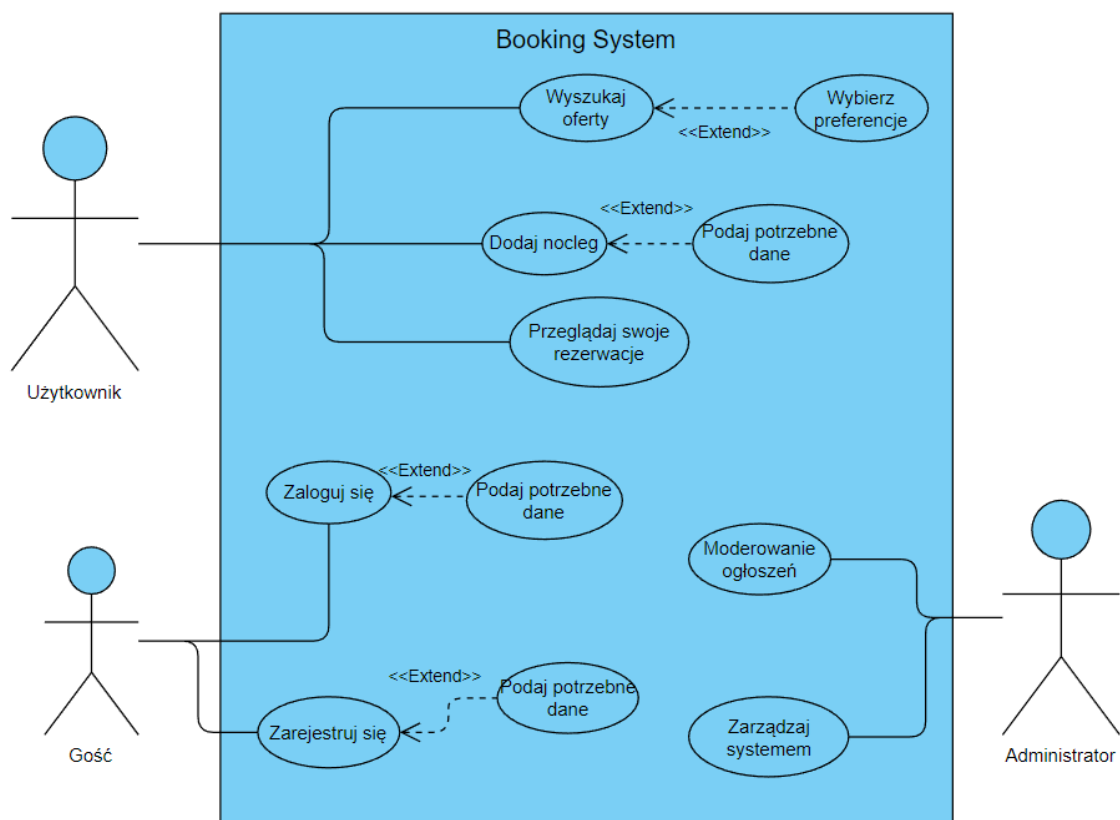 Booking System
Wyszukaj
oferty
<<Extend>>
Wybierz
preferencje
<<Extend>>
Dodaj nocleg
Podaj potrzebne
dane
Przeglądaj swoje
rezerwacje
Użytkownik
Zaloguj się
<<Extend>>
Podaj potrzebne
dane
Moderowanie
ogłoszeń
<<Extend>>
Podaj potrzebne
dane
Zarejestruj się
Zarządzaj
systemem
Gość
Administrator